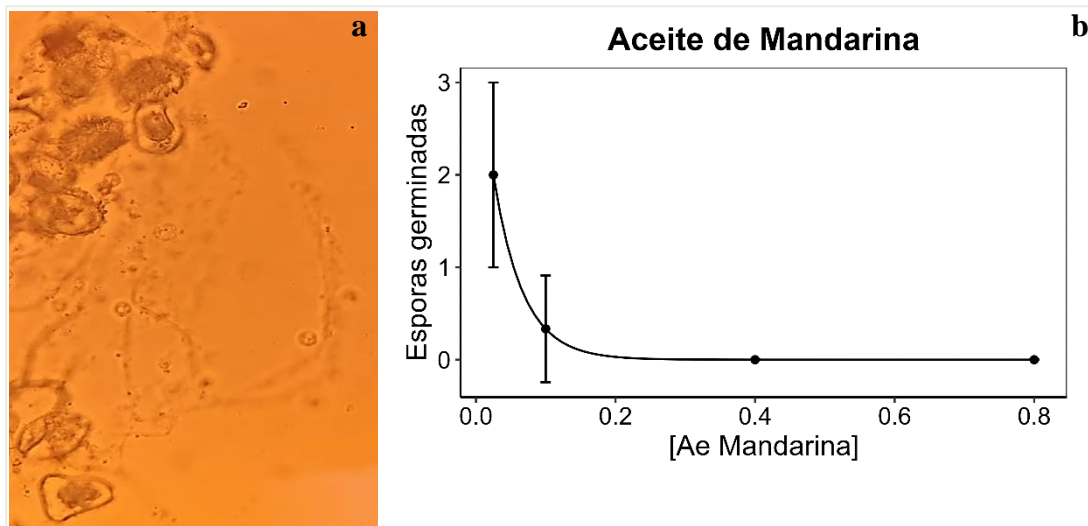 a
b
Aceite de Mandarina
Esporas germinadas
3
2
1
0
0.0 0.2 0.4 0.6 0.8
[Ae Mandarina]